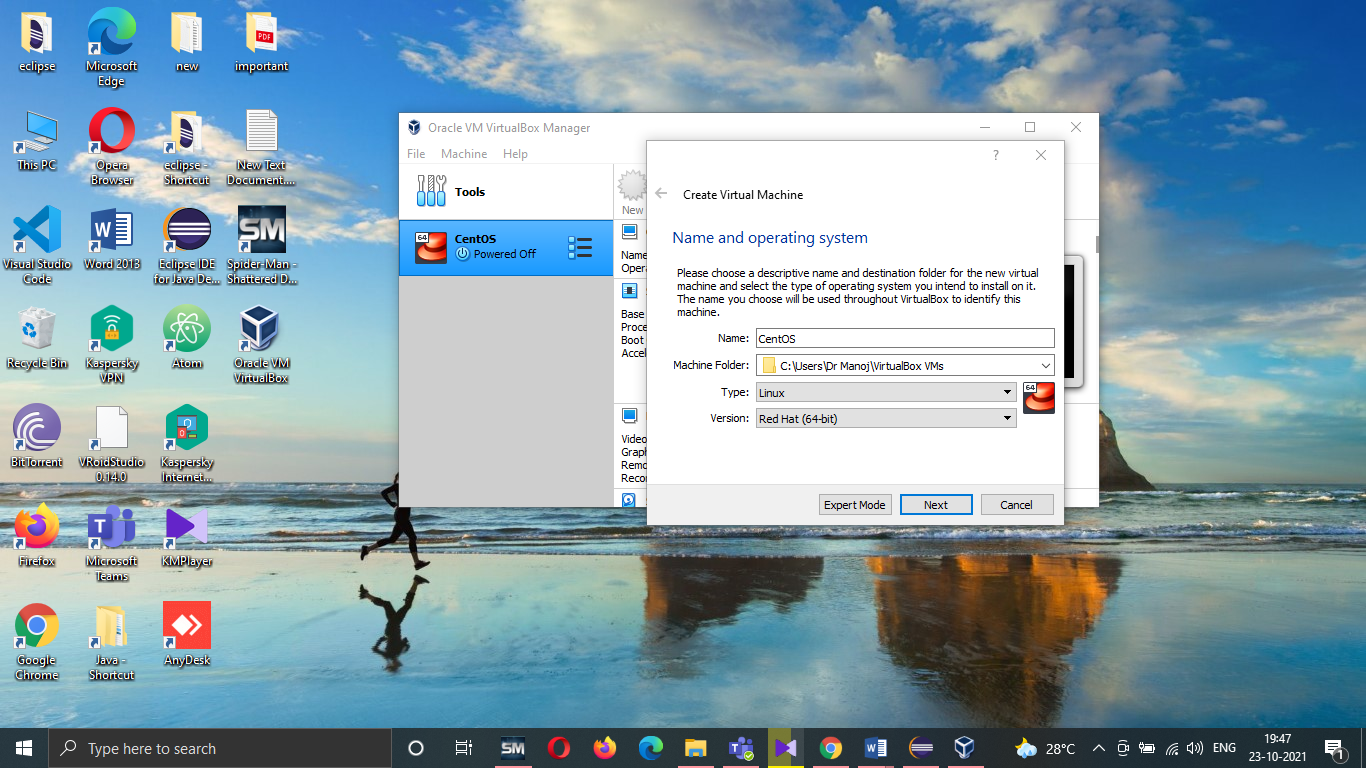 eclipse
Microsoft
Edge
new
important
This PC
Opera
Browser
eclipse -
Shortcut
New Text
Document....
Visual Studio
Code
Word 2013
Eclipse IDE
for Java De...
Spider-Man -
Shattered D...
Recycle Bin
Kaspersky
VPN
Atom
Oracle VM
VirtualBox
BitTorrent
VRoidStudio
0.14.0
Kaspersky
Internet...
Firefox
Microsoft
Teams
KMPlayer
Google
Chrome
Java -
Shortcut
AnyDesk
PDF
SM
Oracle VM VirtualBox Manager
File Machine Help
Tools
New
64
CentOS
Powered Off
Name
Opera
Base
Proce
Boot
Accel
Video
Graph
Remo
Reco
?
Create Virtual Machine
Name and operating system
Please choose a descriptive name and destination folder for the new virtual
machine and select the type of operating system you intend to install on it.
The name you choose will be used throughout VirtualBox to identify this
machine.
Name: CentOS
Machine Folder: C:\Users\Dr Manoj\VirtualBox VMs
Type: Linux
64
Version: Red Hat (64-bit)
Expert Mode Next Cancel
Type here to search
SM
28°C
ENG
19:47
23-10-2021
1